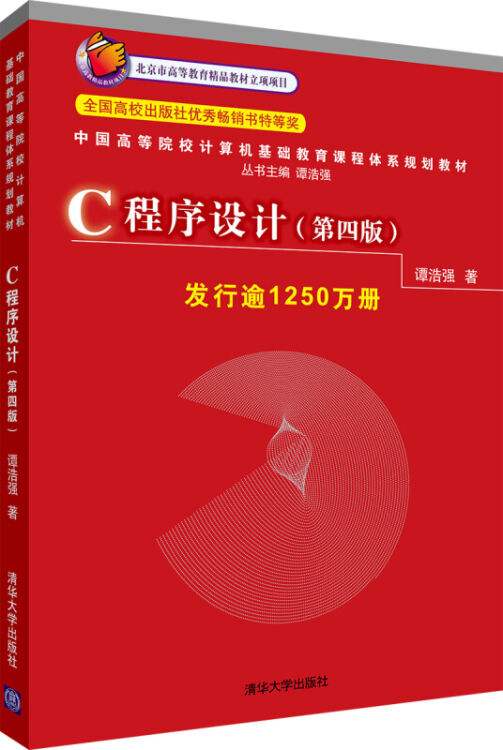 北京市高等教育精品教材立项项目
全国高校出版社优秀畅销书特等奖
中国高等院校计算机基础教育课程体系规划教材
丛书主编 谭浩强
C程序设计(第四版)
谭浩强 著
发行逾1250万册
清华大学出版社
中国高等院校计算机
基础教育课程体系规划教材
C程序设计(第四版)
谭浩强 著
清华大学出版社